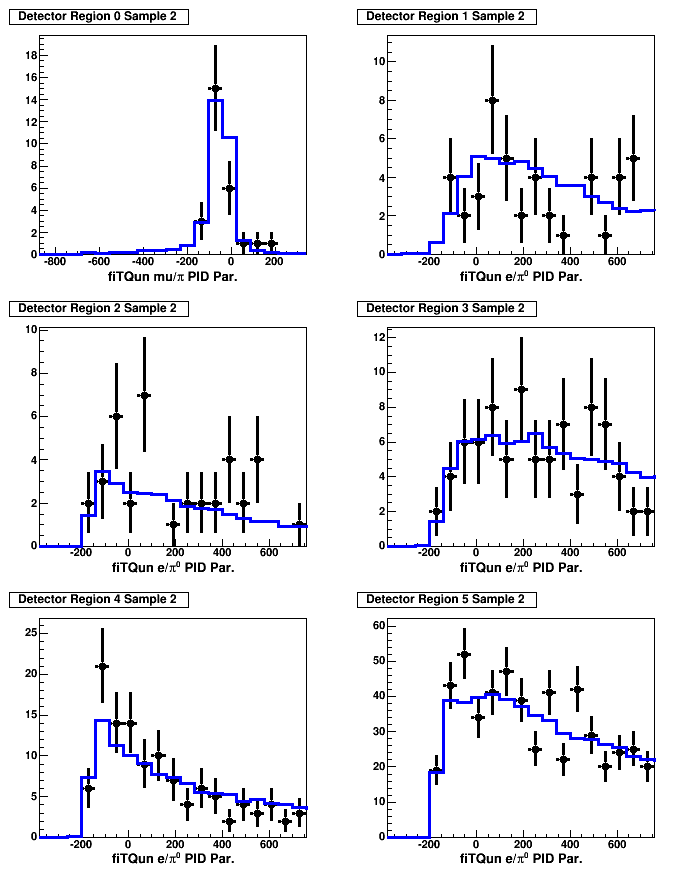 Detector Region 0 Sample 2
18
16
14
12
10
8
6
4
2
0
-800 -600 -400 -200 0 200
fiTQun mu/π PID Par.
Detector Region 1 Sample 2
10
8
6
4
2
0
-200 0 200 400 600
fiTQun e/π⁰ PID Par.
Detector Region 2 Sample 2
10
8
6
4
2
0
-200 0 200 400 600
fiTQun e/π⁰ PID Par.
Detector Region 3 Sample 2
12
10
8
6
4
2
0
-200 0 200 400 600
fiTQun e/π⁰ PID Par.
Detector Region 4 Sample 2
25
20
15
10
5
0
-200 0 200 400 600
fiTQun e/π⁰ PID Par.
Detector Region 5 Sample 2
60
50
40
30
20
10
0
-200 0 200 400 600
fiTQun e/π⁰ PID Par.